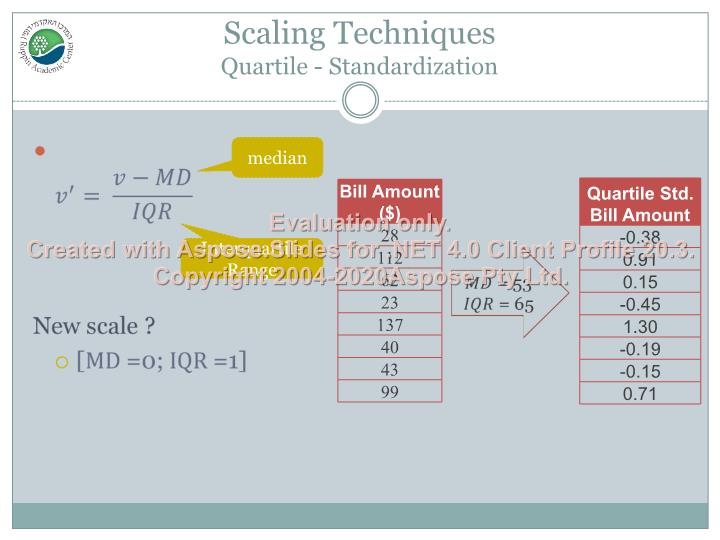 Scaling Techniques
Quartile - Standardization
Ruppin Academic Center
median
v' = v − MD / IQR
Interquartile
Range
New scale ?
[MD =0; IQR =1]
Bill Amount
($)
28
112
62
23
137
40
43
99
MD = 53
IQR = 65
Quartile Std.
Bill Amount
-0.38
0.91
0.15
-0.45
1.30
-0.19
-0.15
0.71
Evaluation only.
Created with Aspose.Slides for .NET 4.0 Client Profile 20.3.
Copyright 2004-2020 Aspose Pty Ltd.